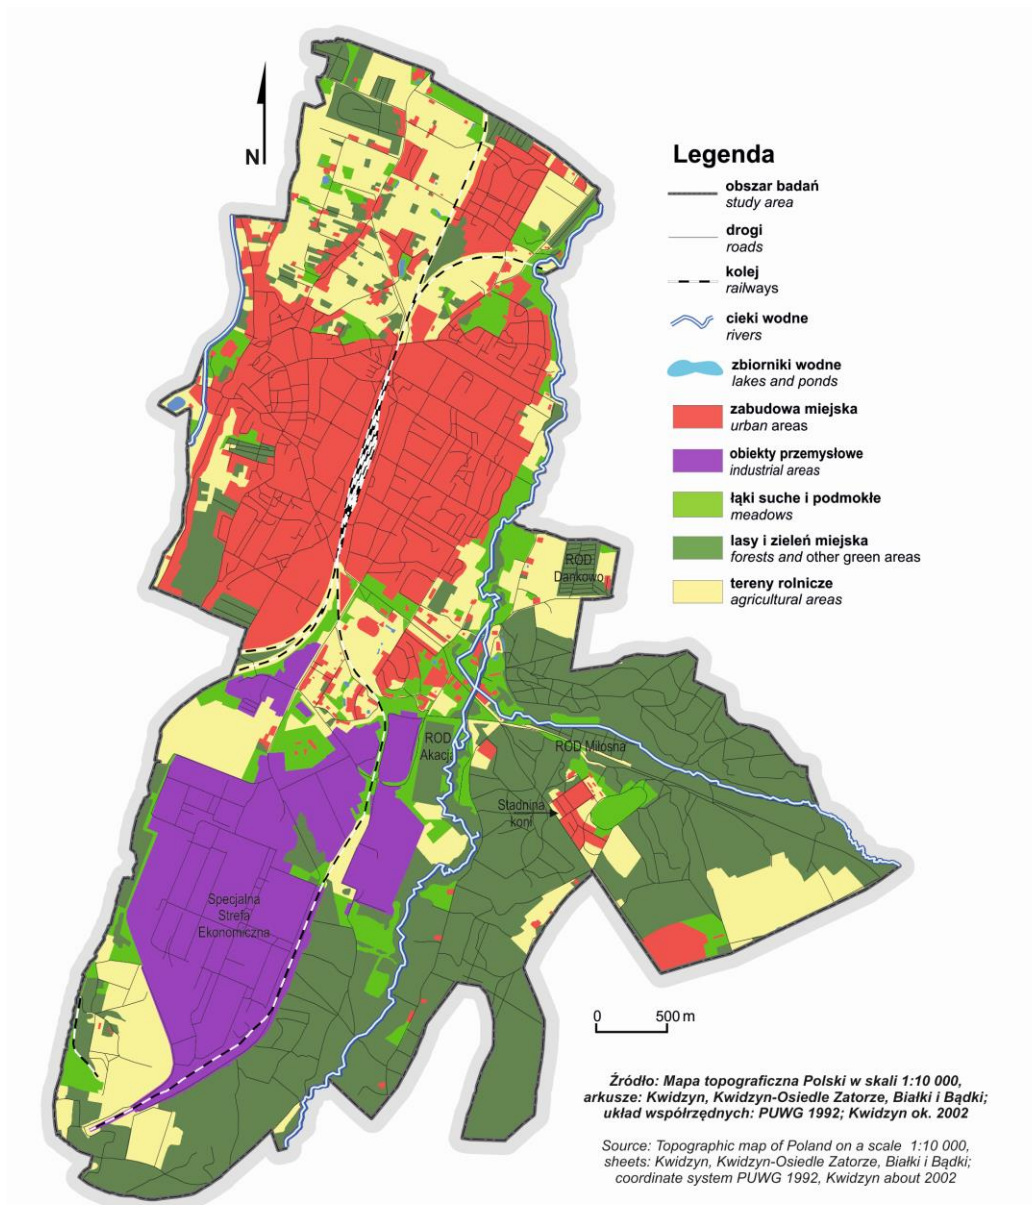 N
Legenda
obszar badań
study area
drogi
roads
kolej
railways
cieki wodne
rivers
zbiorniki wodne
lakes and ponds
zabudowa miejska
urban areas
obiekty przemysłowe
industrial areas
łąki suche i podmokłe
meadows
lasy i zieleń miejska
forests and other green areas
tereny rolnicze
agricultural areas
ROD
Dankowo
ROD
Akacja
ROD Miłosna
Stadnina
koni
Specjalna
Strefa
Ekonomiczna
0 500 m
Źródło: Mapa topograficzna Polski w skali 1:10 000,
arkusze: Kwidzyn, Kwidzyn-Osiedle Zatorze, Białki i Bądki;
układ współrzędnych: PUWG 1992; Kwidzyn ok. 2002
Source: Topographic map of Poland on a scale 1:10 000,
sheets: Kwidzyn, Kwidzyn-Osiedle Zatorze, Białki i Bądki;
coordinate system PUWG 1992, Kwidzyn about 2002